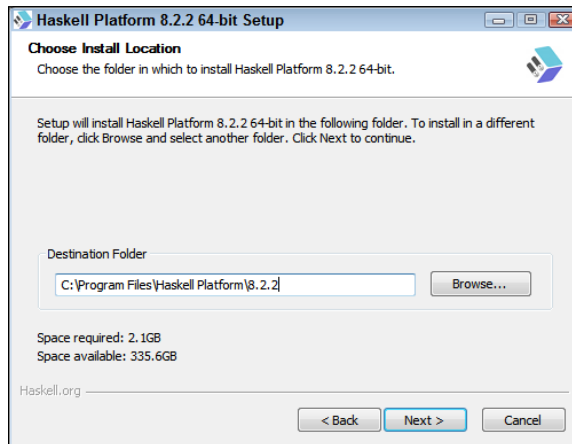 Haskell Platform 8.2.2 64-bit Setup
Choose Install Location
Choose the folder in which to install Haskell Platform 8.2.2 64-bit.
Setup will install Haskell Platform 8.2.2 64-bit in the following folder. To install in a different
folder, click Browse and select another folder. Click Next to continue.
Destination Folder
C:\Program Files\Haskell Platform\8.2.2
Browse...
Space required: 2.1GB
Space available: 335.6GB
Haskell.org
< Back
Next >
Cancel